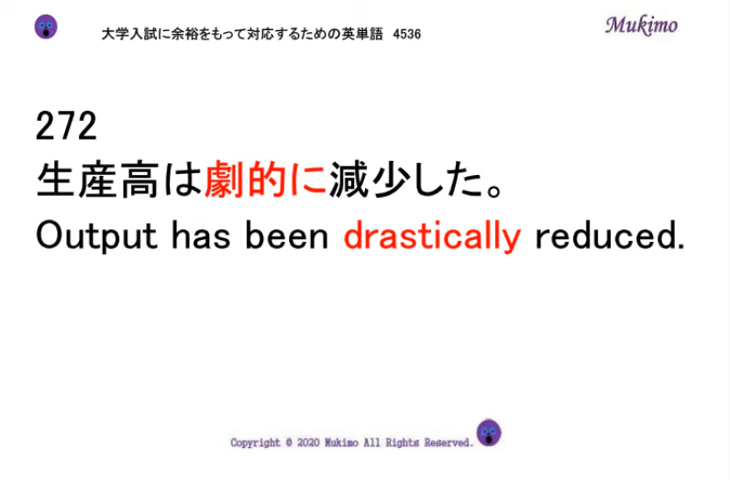 大学入試に余裕をもって対応するための英単語 4536
Mukimo
272
生産高は劇的に減少した。
Output has been drastically reduced.
Copyright © 2020 Mukimo All Rights Reserved.